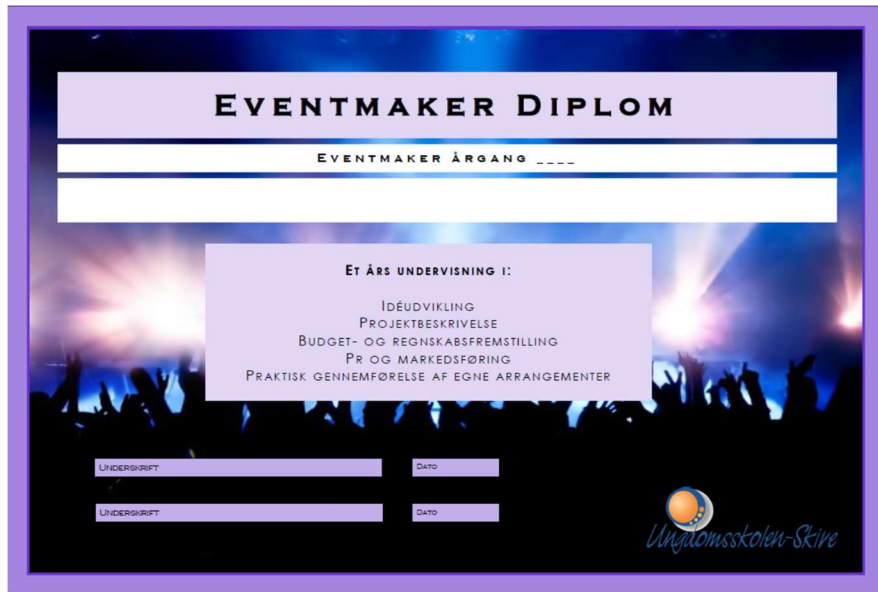 Eventmaker Diplom
Eventmaker årgang ____
Et Års undervisning i:
Idéudvikling
Projektbeskrivelse
Budget- og regnskabsfremstilling
Pr og markedsføring
Praktisk gennemførelse af egne arrangementer
Underskrift Dato
Underskrift Dato
Ungdomsskolen-Skive